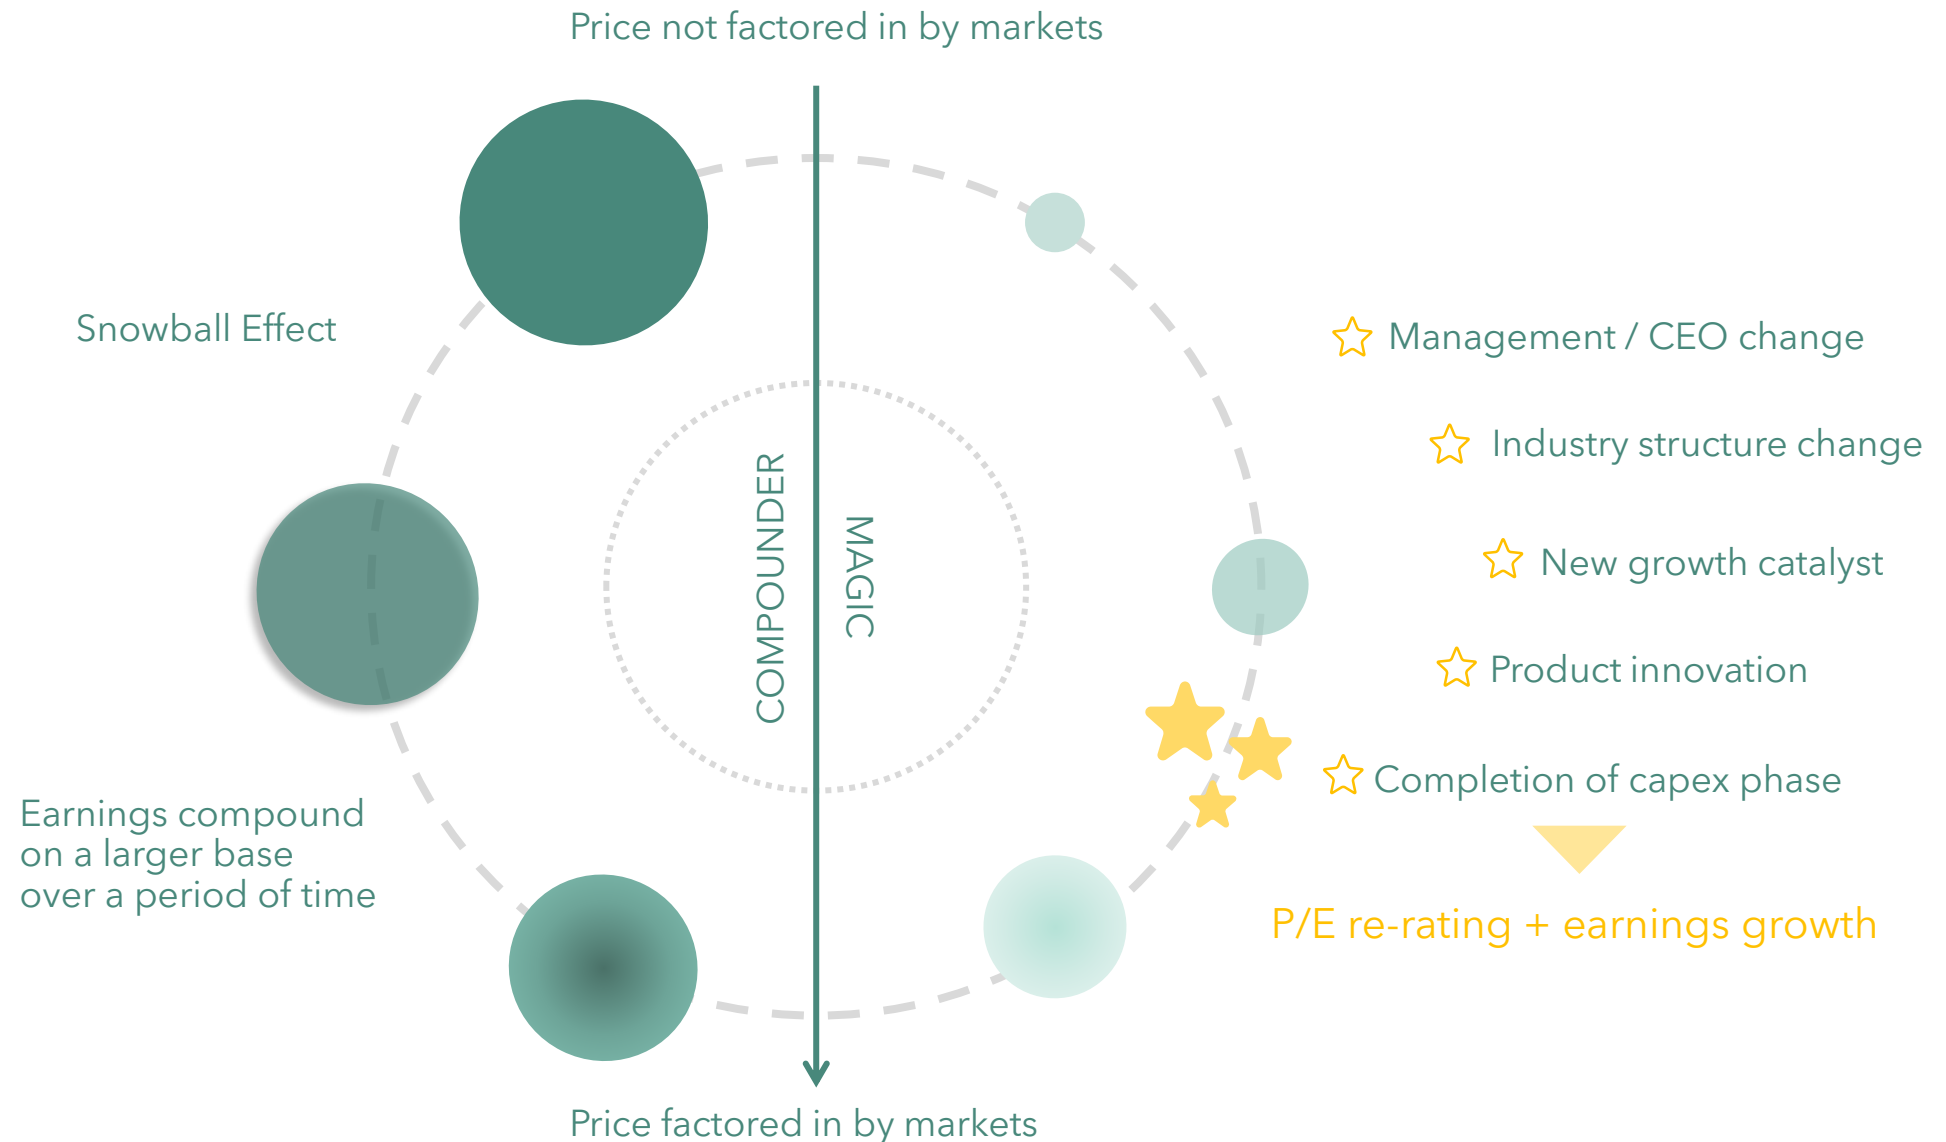 Price not factored in by markets
Snowball Effect
Earnings compound
on a larger base
over a period of time
COMPOUNDER
MAGIC
Management / CEO change
Industry structure change
New growth catalyst
Product innovation
Completion of capex phase
P/E re-rating + earnings growth
Price factored in by markets